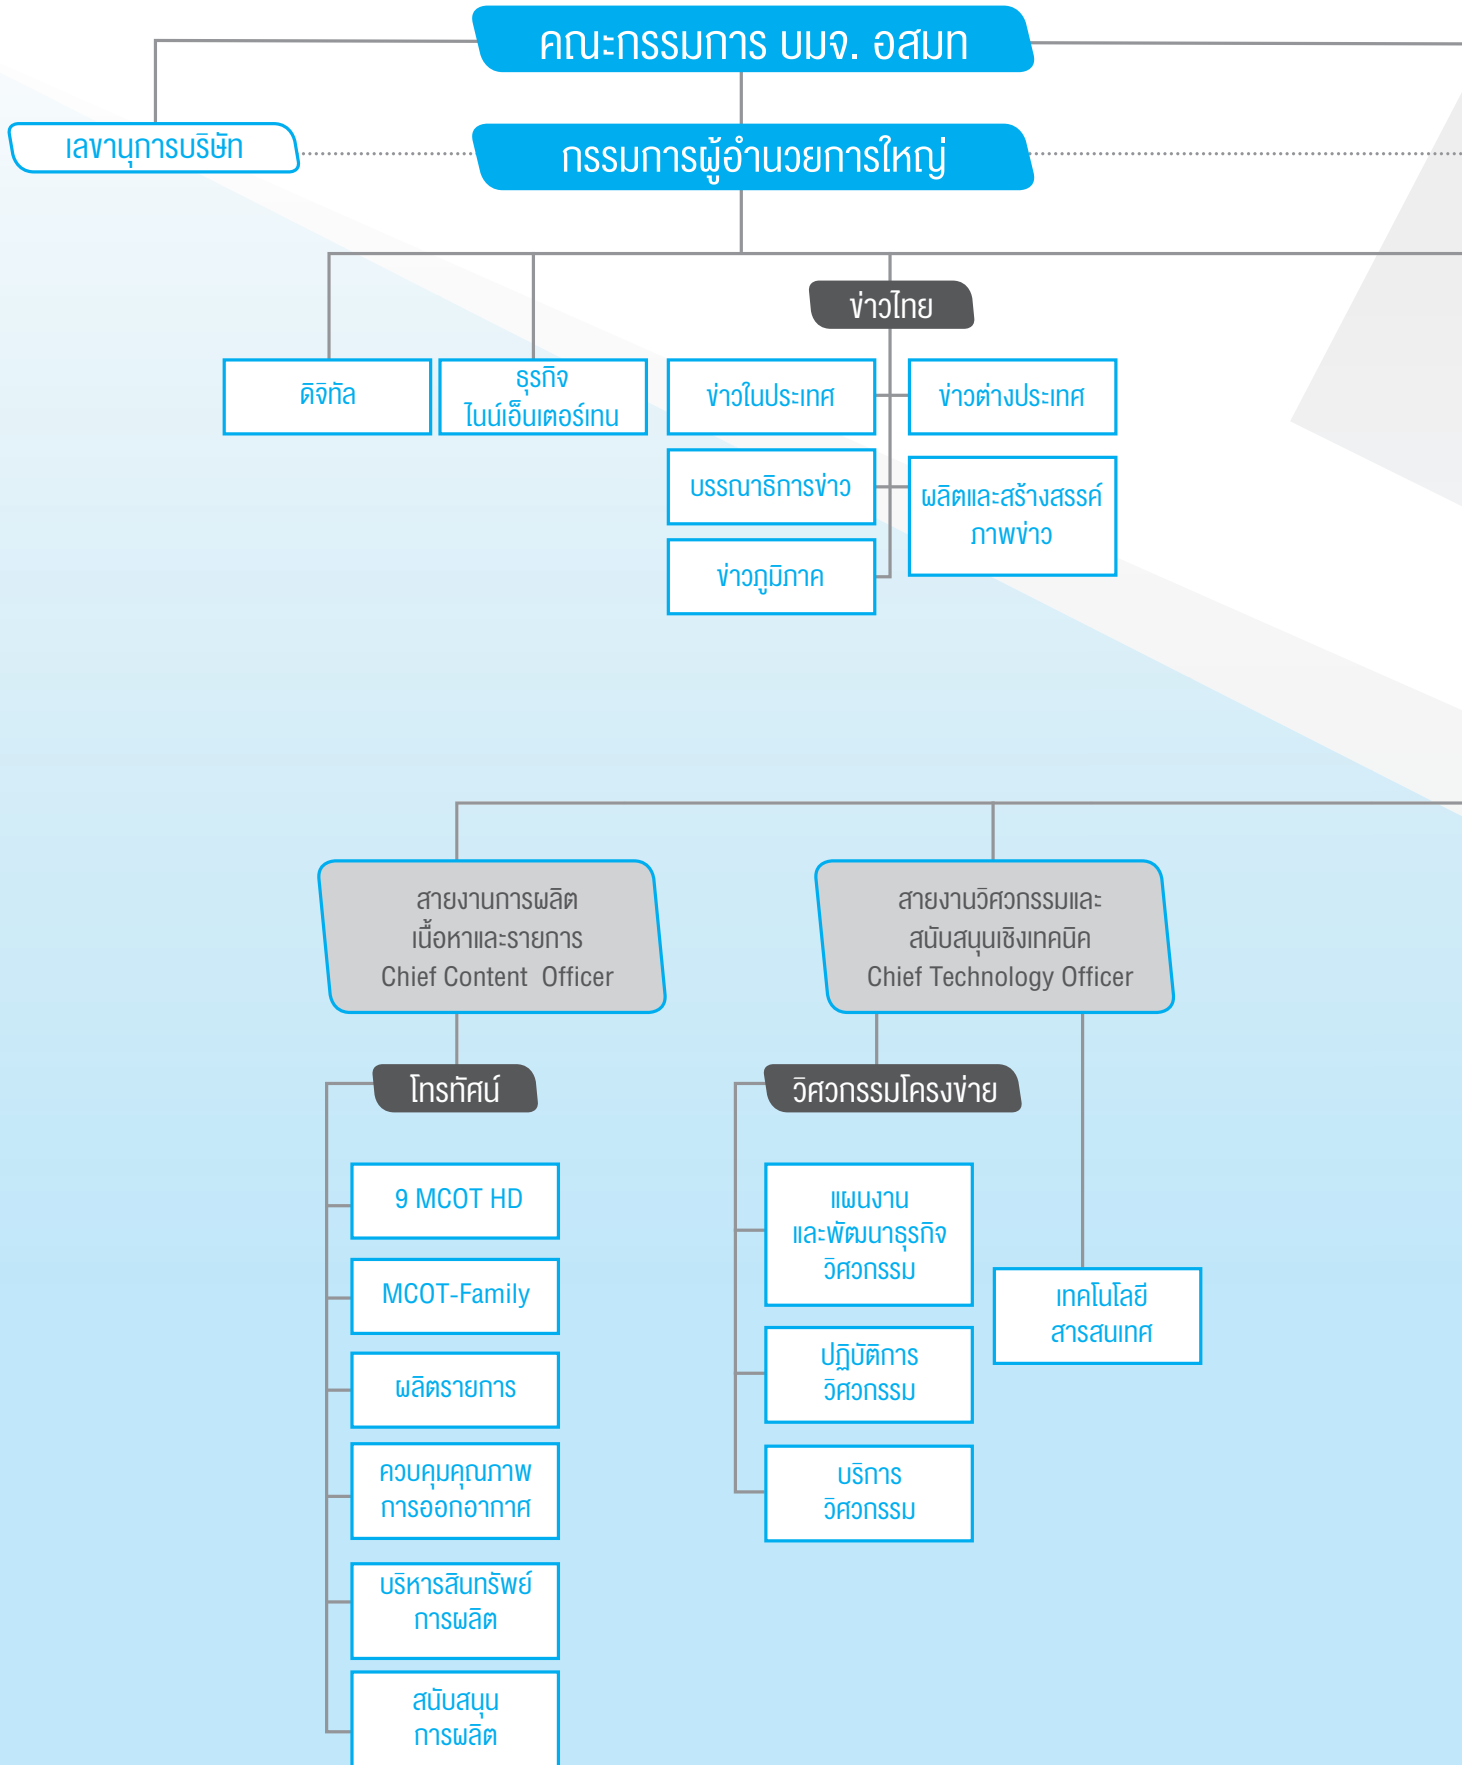 คณะกรรมการ บมจ. อสมท
เลขานุการบริษัท
กรรมการผู้อำนวยการใหญ่
ข่าวไทย
ดิจิทัล
ธุรกิจ
ไนน์เอ็นเตอร์เทน
ข่าวในประเทศ
ข่าวต่างประเทศ
บรรณาธิการข่าว
ผลิตและสร้างสรรค์
ภาพข่าว
ข่าวภูมิภาค
สายงานการผลิต
เนื้อหาและรายการ
Chief Content Officer
สายงานวิศวกรรมและ
สนับสนุนเชิงเทคนิค
Chief Technology Officer
โทรทัศน์
9 MCOT HD
MCOT-Family
ผลิตรายการ
ควบคุมคุณภาพ
การออกอากาศ
บริหารสินทรัพย์
การผลิต
สนับสนุน
การผลิต
วิศวกรรมโครงข่าย
แผนงาน
และพัฒนาธุรกิจ
วิศวกรรม
ปฏิบัติการ
วิศวกรรม
บริการ
วิศวกรรม
เทคโนโลยี
สารสนเทศ